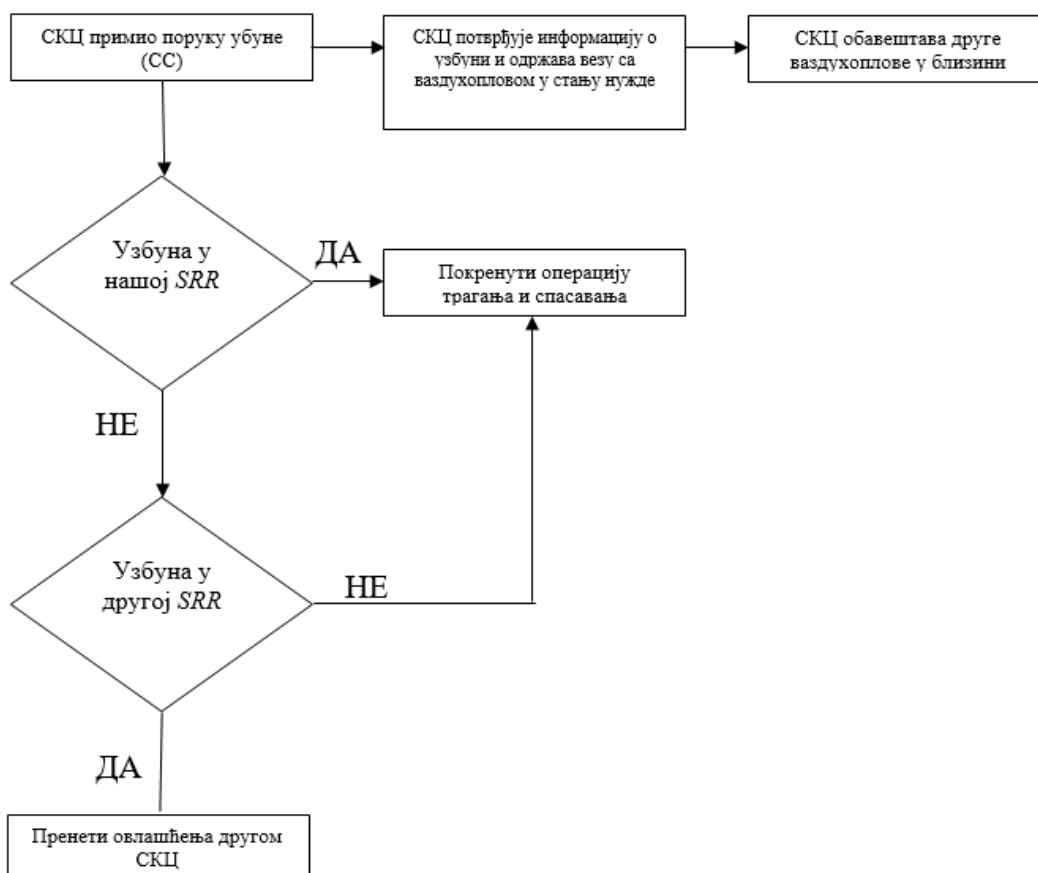 СКЦ примио поруку убуне
(СС)
СКЦ потврђује информацију о
узбуни и одржава везу са
ваздухопловом у стању нужде
СКЦ обавештава друге
ваздухоплове у близини
Узбуна у
нашој SRR
ДА
Покренути операцију
трагања и спасавања
НЕ
Узбуна у
другој SRR
НЕ
ДА
Пренети овлашћења другом
СКЦ